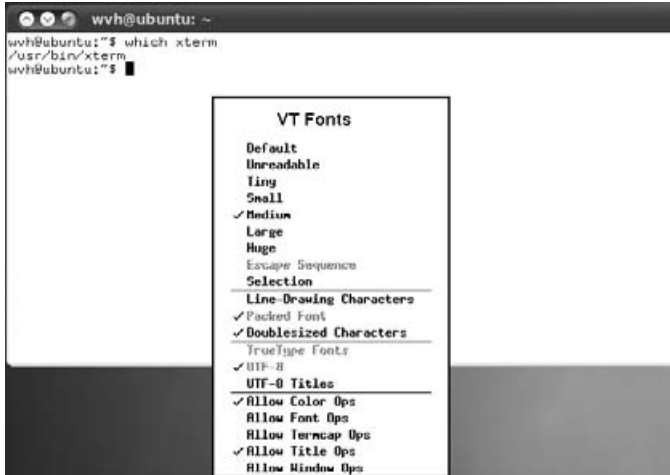 wvh@ubuntu: ~
wvh@ubuntu:~$ which xterm
/usr/bin/xterm
wvh@ubuntu:~$
VT Fonts
Default
Unreadable
Tiny
Small
✓Medium
Large
Huge
Escape Sequence
Selection
Line-Drawing Characters
✓Packed Font
✓Doublesized Characters
TrueType Fonts
✓UTF-8
UTF-8 Titles
✓Allow Color Ops
Allow Font Ops
Allow Termcap Ops
✓Allow Title Ops
Allow Window Ops